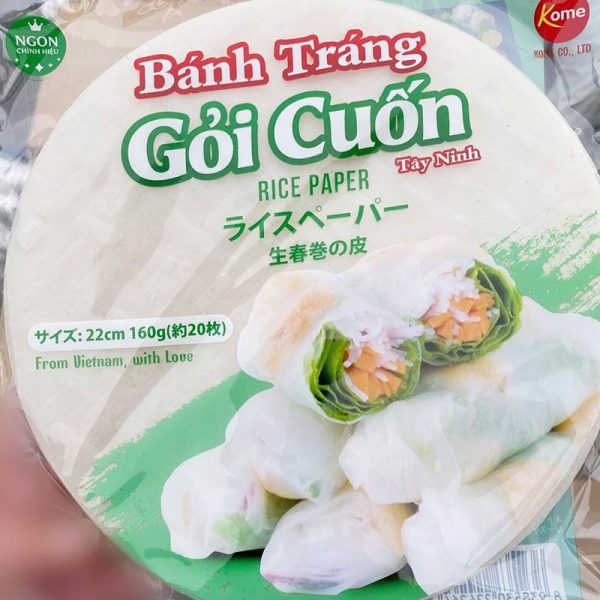 NGON
CHÍNH HIỆU
Kome
KOME CO., LTD
Bánh Tráng
Gỏi Cuốn
Tây Ninh
RICE PAPER
ライスペーパー
生春巻の皮
サイズ: 22cm 160g(約20枚)
From Vietnam, with Love